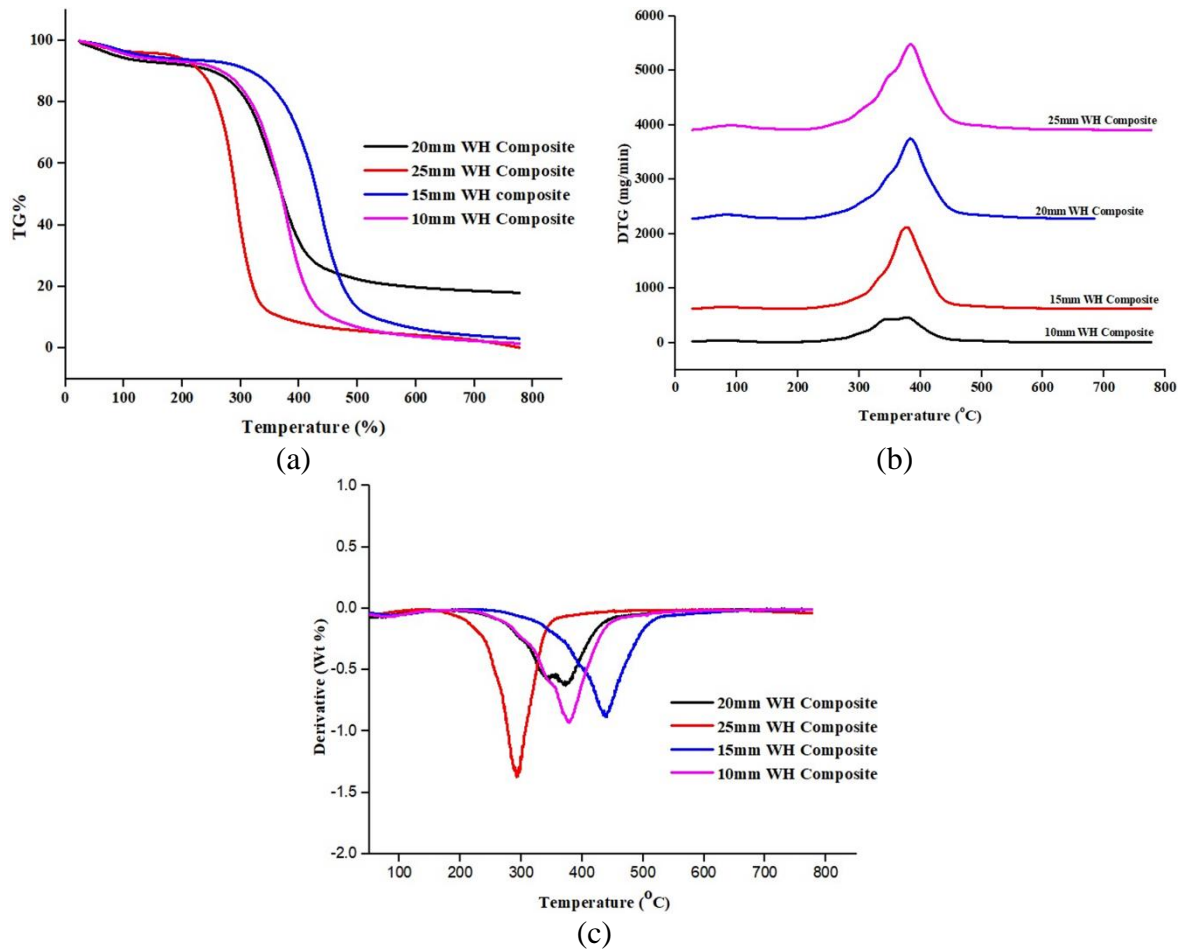 100
80
60
40
20
0
TG%
20mm WH Composite
25mm WH Composite
15mm WH composite
10mm WH Composite
0 100 200 300 400 500 600 700 800
Temperature (%)
(a)
6000
5000
4000
3000
2000
1000
0
DTG (mg/min)
25mm WH Composite
20mm WH Composite
15mm WH Composite
10mm WH Composite
0 100 200 300 400 500 600 700 800
Temperature (°C)
(b)
1.0
0.5
0.0
-0.5
-1.0
-1.5
-2.0
Derivative (Wt %)
20mm WH Composite
25mm WH Composite
15mm WH Composite
10mm WH Composite
100 200 300 400 500 600 700 800
Temperature (°C)
(c)